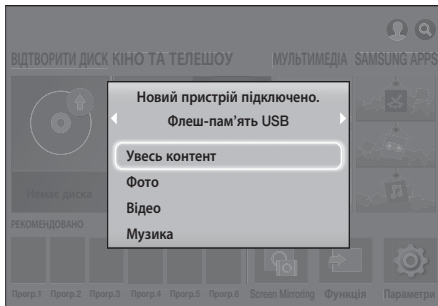 ВІДТВОРИТИ ДИСК КІНО ТА ТЕЛЕШОУ МУЛЬТИМЕДІА SAMSUNG APPS
Новий пристрій підключено.
Флеш-пам'ять USB
Увесь контент
Фото
Відео
Музика
Немає диска
РЕКОМЕНДОВАНО
Прогр.1 Прогр.2 Прогр.3 Прогр.4 Прогр.5 Прогр.6 Screen Mirroring Функція Параметри